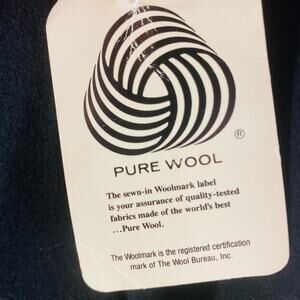 ®
PURE WOOL
The sewn-in Woolmark label
is your assurance of quality-tested
fabrics made of the world's best
...Pure Wool.
The Woolmark is the registered certification
mark of The Wool Bureau, Inc.